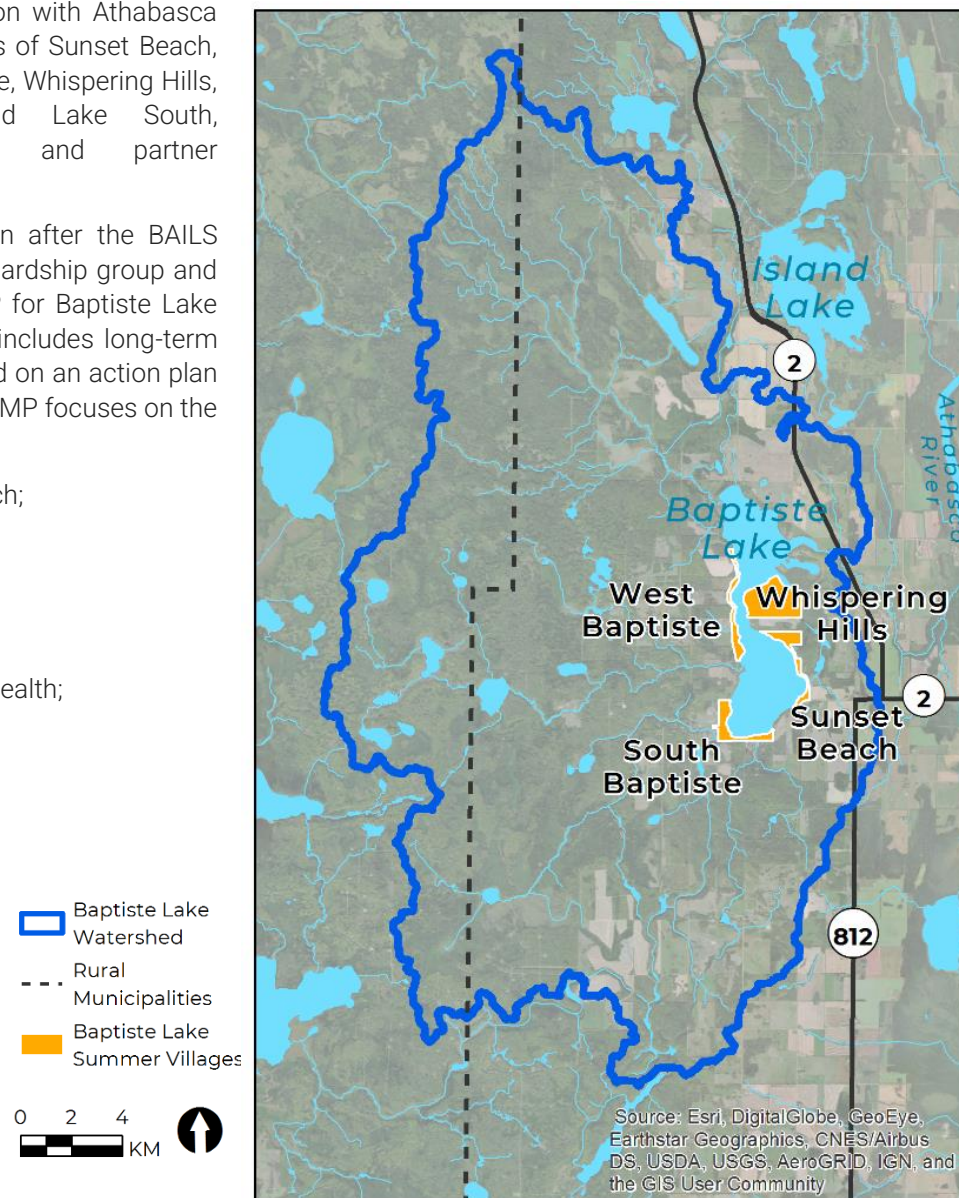 on with Athabasca
s of Sunset Beach,
e, Whispering Hills,
d Lake South,
and partner
n after the BAILS
ardship group and
for Baptiste Lake
includes long-term
d on an action plan
MP focuses on the
ch;
ealth;
Baptiste Lake
Watershed
Rural
Municipalities
Baptiste Lake
Summer Villages
0 2 4
KM
Island
Lake
2
Athabasca
River
Baptiste
Lake
West
Baptiste
Whispering
Hills
2
Sunset
Beach
South
Baptiste
812
Source: Esri, DigitalGlobe, GeoEye,
Earthstar Geographics, CNES/Airbus
DS, USDA, USGS, AeroGRID, IGN, and
the GIS User Community